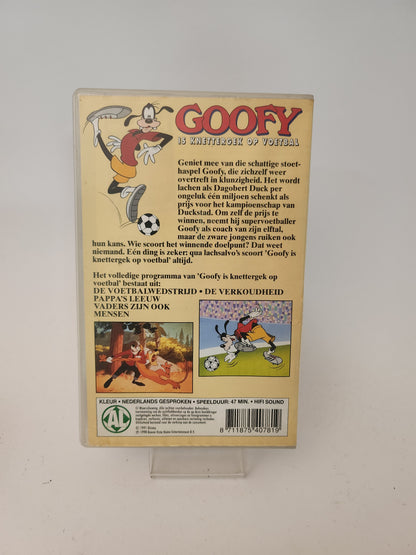 GOOFY
IS KNETTERGEK OP VOETBAL
Geniet mee van die schattige stoet-
haspel Goofy, die zichzelf weer
overtreft in klunzigheid. Het wordt
lachen als Dagobert Duck per
ongeluk één miljoen schenkt als
prijs voor het kampioenschap van
Duckstad. Om zelf de prijs te
winnen, neemt hij supervoetballer
Goofy als coach van zijn elftal,
maar de zware jongens ruiken ook
hun kans. Wie scoort het winnende doelpunt? Dat weet
niemand. Eén ding is zeker: qua lachsalvo's scoort 'Goofy is
knettergek op voetbal' altijd.
Het volledige programma van 'Goofy is knettergek op
voetbal' bestaat uit:
DE VOETBALWEDSTRIJD • DE VERKOUDHEID
PAPPA'S LEEUW
VADERS ZIJN OOK
MENSEN
KLEUR • NEDERLANDS GESPROKEN • SPEELDUUR: 47 MIN. • HIFI SOUND
AL
8 711875 407819